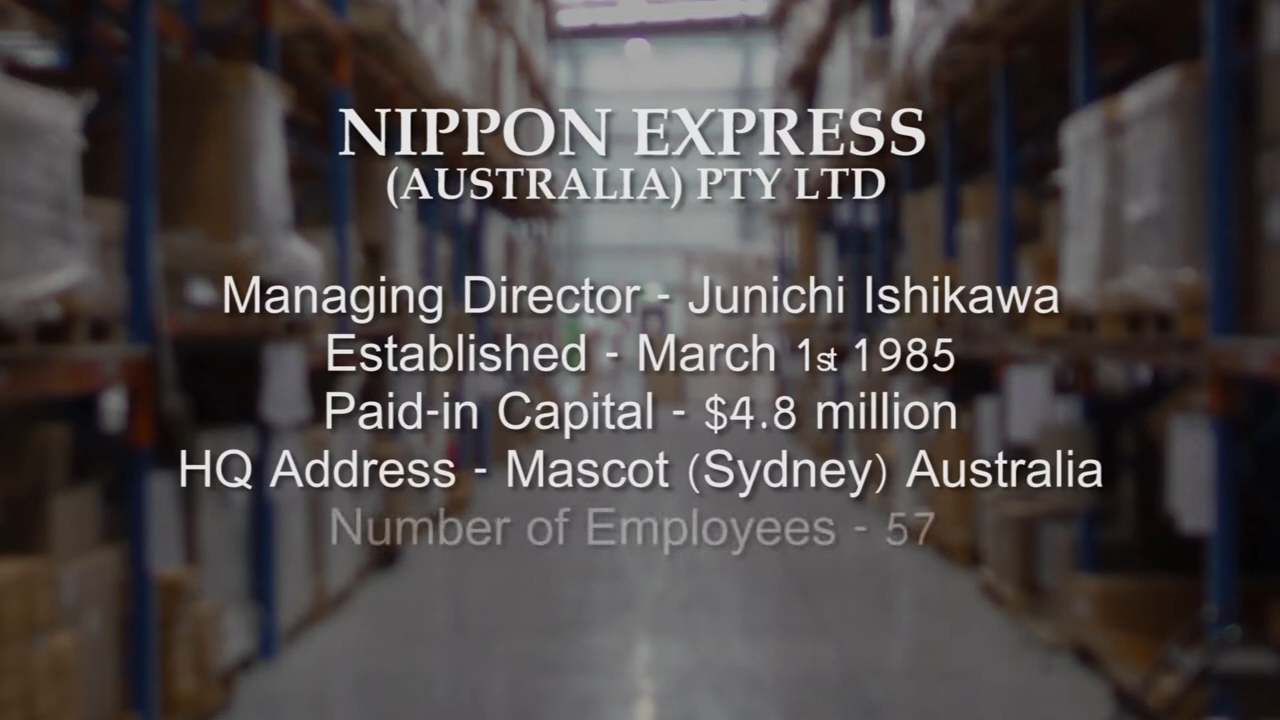 NIPPON EXPRESS
(AUSTRALIA) PTY LTD
Managing Director - Junichi Ishikawa
Established - March 1st 1985
Paid-in Capital - $4.8 million
HQ Address - Mascot (Sydney) Australia
Number of Employees - 57